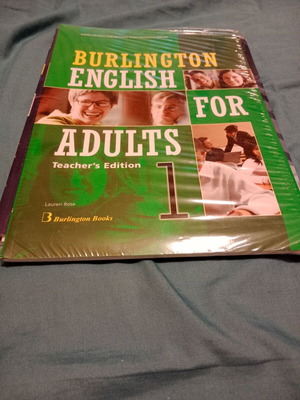 BURLINGTON
ENGLISH
FOR
ADULTS
Teacher's Edition
1
Lauren Rose
B Burlington Books